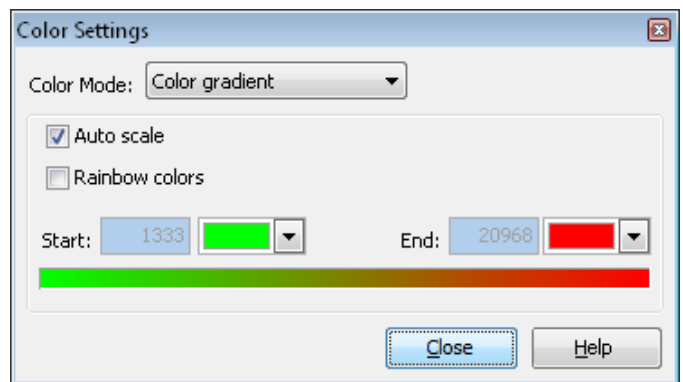 Color Settings
Color Mode: Color gradient
Auto scale
Rainbow colors
Start: 1333 End: 20968
Close Help